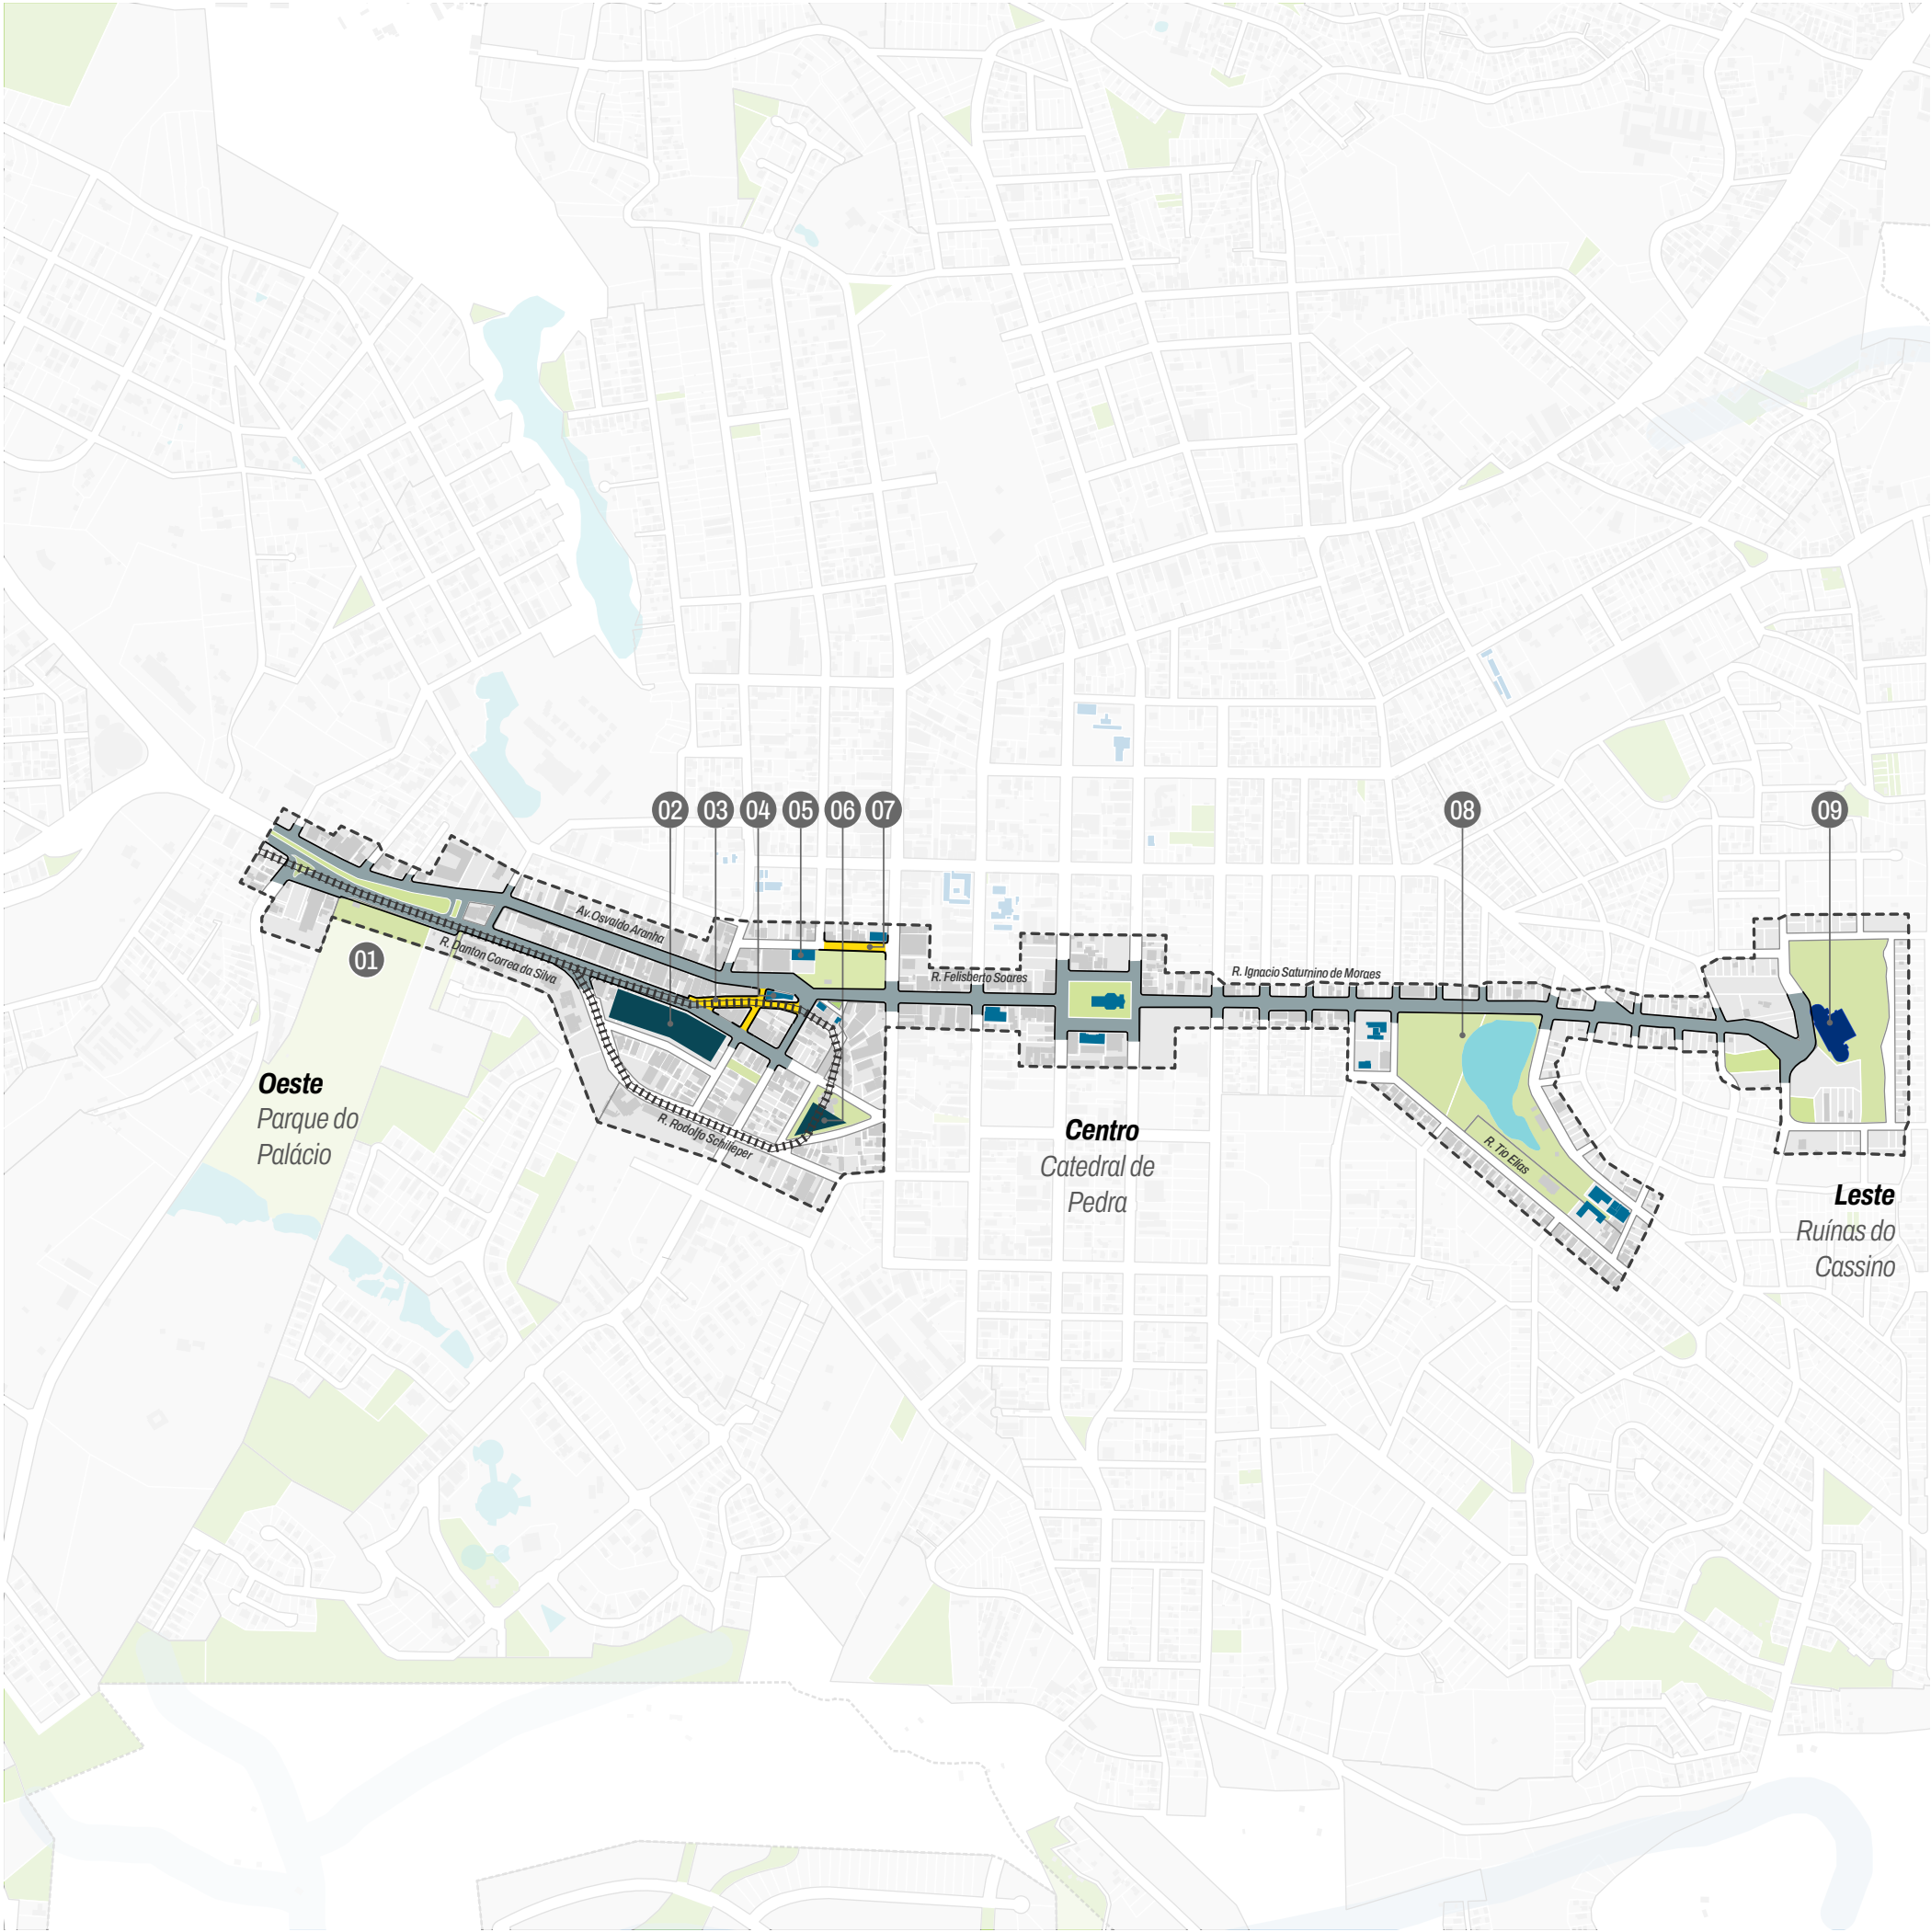 02
03
04
05
06
07
08
09
Av.Osvaldo Aranha
R. Danton Correa da Silva
01
R. Felisberto Soares
R. Ignacio Saturnino de Moraes
Oeste
Parque do
Palácio
R. Rodolfo Schilleper
Centro
Catedral de
Pedra
R. Tio Elias
Leste
Ruínas do
Cassino